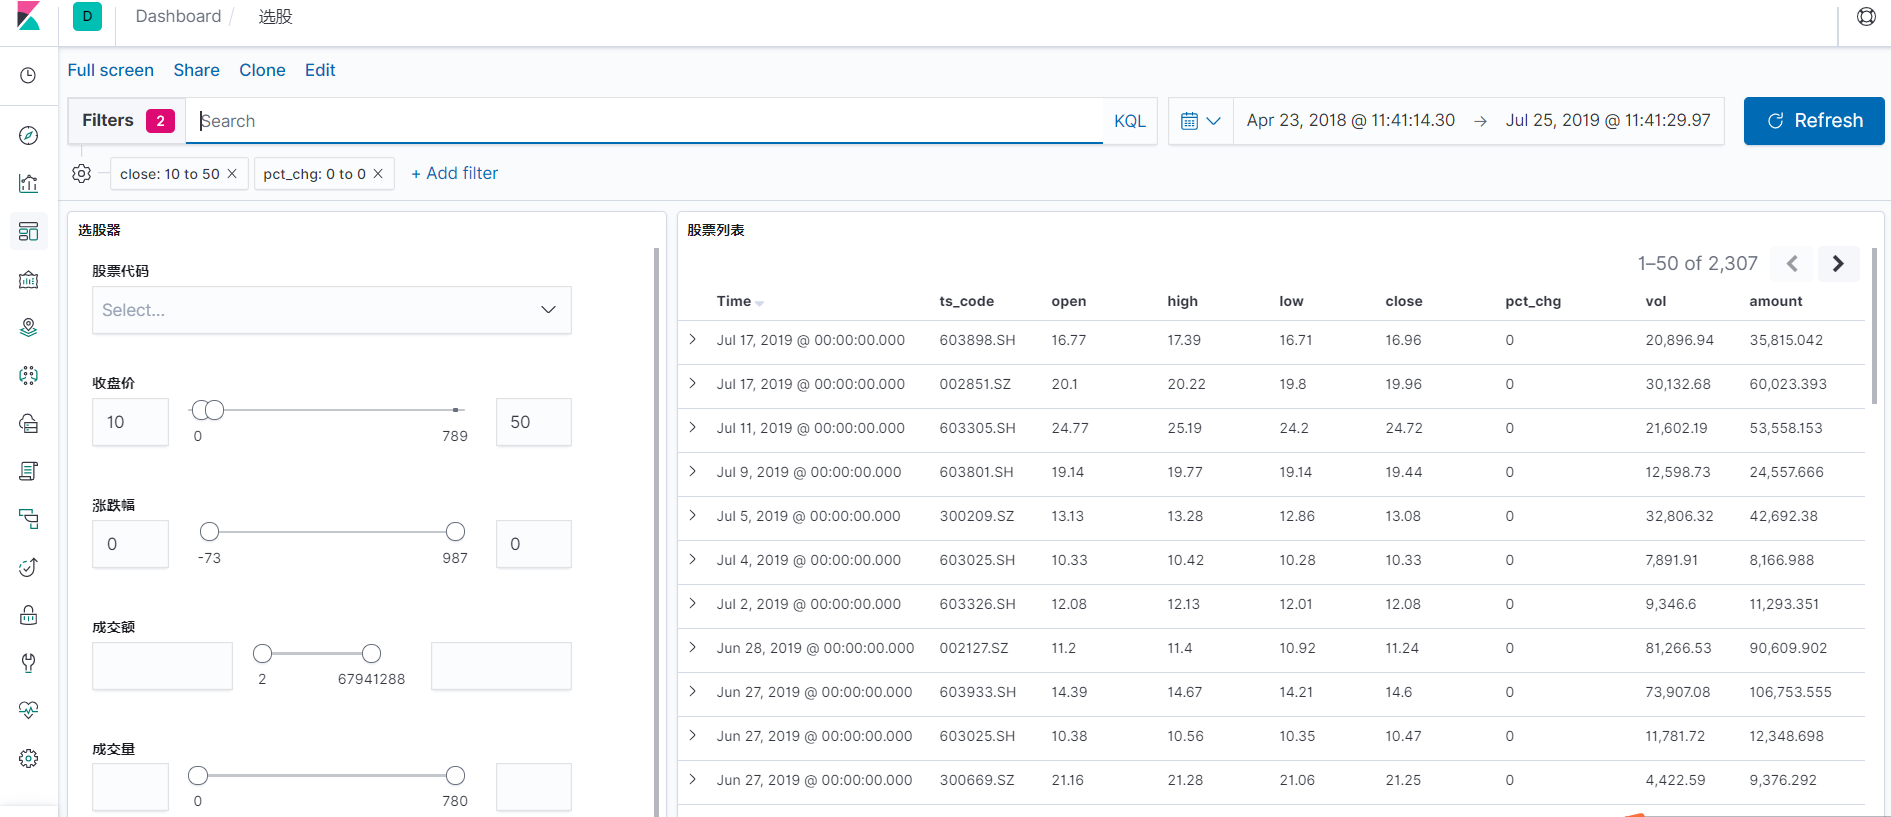 D Dashboard / 选股
Full screen Share Clone Edit
Filters 2 Search KQL Apr 23, 2018 @ 11:41:14.30 → Jul 25, 2019 @ 11:41:29.97 Refresh
close: 10 to 50 × pct_chg: 0 to 0 × + Add filter
选股器
股票代码
Select...
收盘价
10 0 789 50
涨跌幅
0 -73 987 0
成交额
2 67941288
成交量
0 780
股票列表
1–50 of 2,307
Time ts_code open high low close pct_chg vol amount
Jul 17, 2019 @ 00:00:00.000 603898.SH 16.77 17.39 16.71 16.96 0 20,896.94 35,815.042
Jul 17, 2019 @ 00:00:00.000 002851.SZ 20.1 20.22 19.8 19.96 0 30,132.68 60,023.393
Jul 11, 2019 @ 00:00:00.000 603305.SH 24.77 25.19 24.2 24.72 0 21,602.19 53,558.153
Jul 9, 2019 @ 00:00:00.000 603801.SH 19.14 19.77 19.14 19.44 0 12,598.73 24,557.666
Jul 5, 2019 @ 00:00:00.000 300209.SZ 13.13 13.28 12.86 13.08 0 32,806.32 42,692.38
Jul 4, 2019 @ 00:00:00.000 603025.SH 10.33 10.42 10.28 10.33 0 7,891.91 8,166.988
Jul 2, 2019 @ 00:00:00.000 603326.SH 12.08 12.13 12.01 12.08 0 9,346.6 11,293.351
Jun 28, 2019 @ 00:00:00.000 002127.SZ 11.2 11.4 10.92 11.24 0 81,266.53 90,609.902
Jun 27, 2019 @ 00:00:00.000 603933.SH 14.39 14.67 14.21 14.6 0 73,907.08 106,753.555
Jun 27, 2019 @ 00:00:00.000 603025.SH 10.38 10.56 10.35 10.47 0 11,781.72 12,348.698
Jun 27, 2019 @ 00:00:00.000 300669.SZ 21.16 21.28 21.06 21.25 0 4,422.59 9,376.292